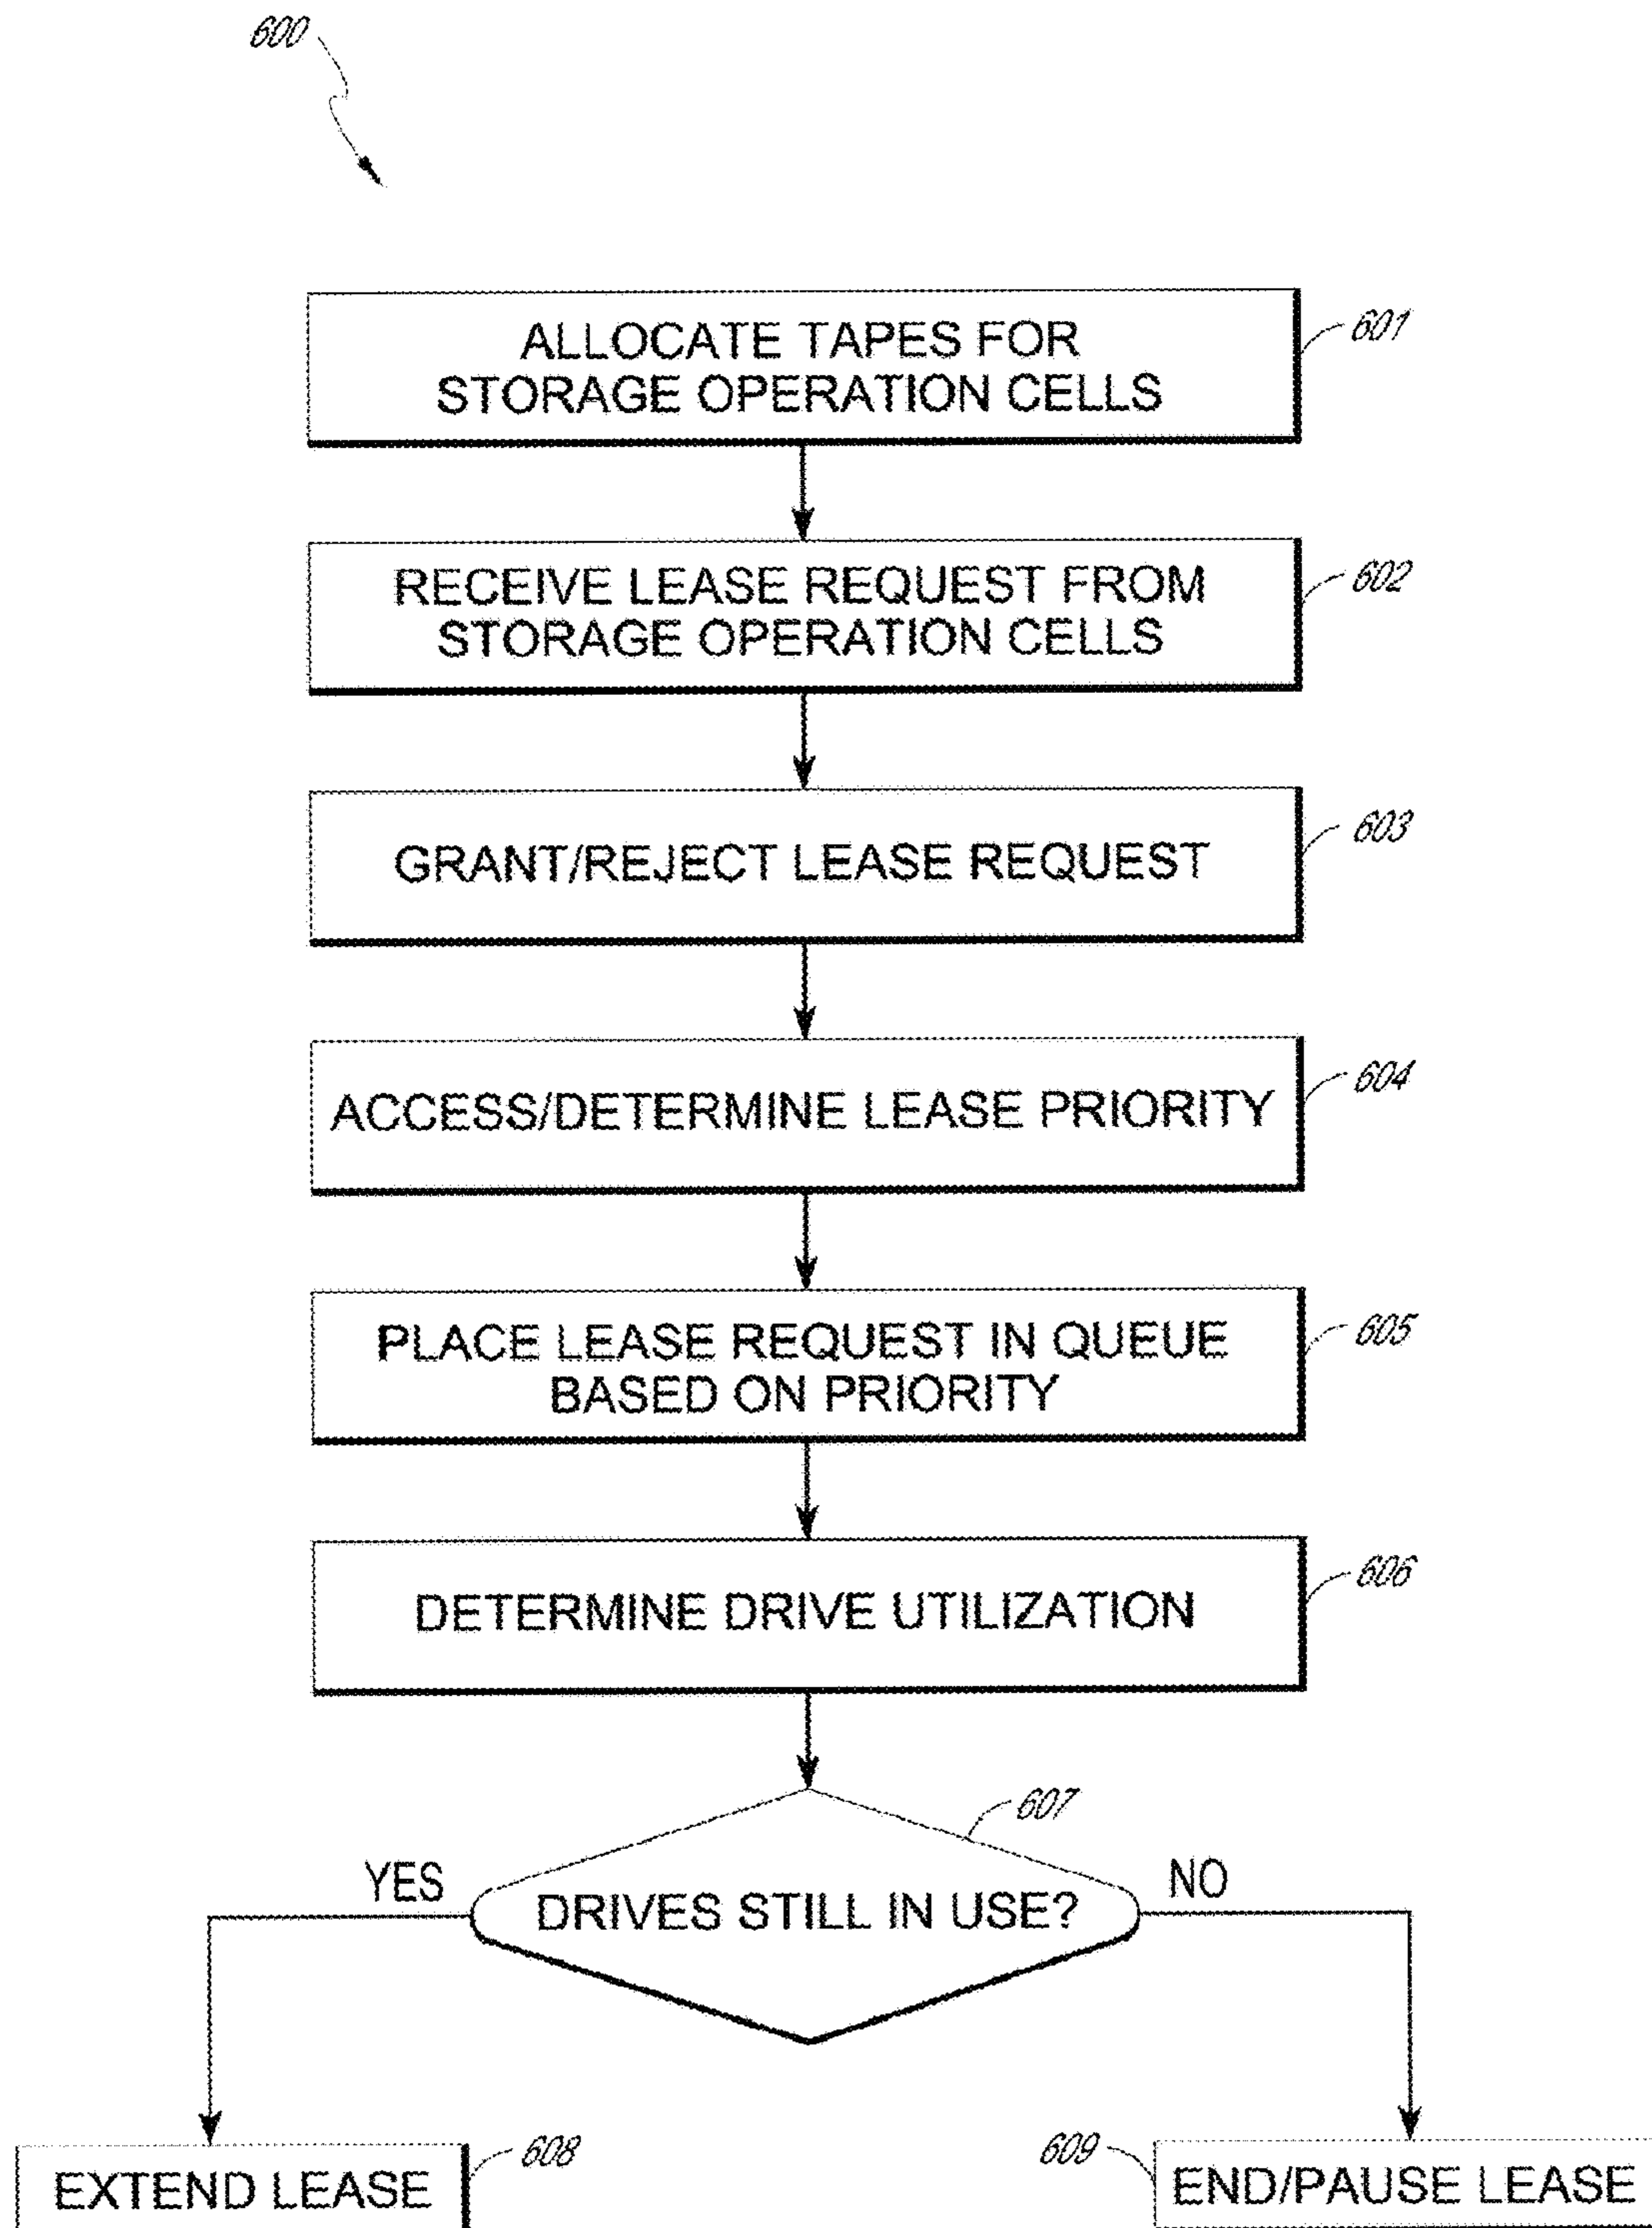 600
ALLOCATE TAPES FOR
STORAGE OPERATION CELLS
601
RECEIVE LEASE REQUEST FROM
STORAGE OPERATION CELLS
602
GRANT/REJECT LEASE REQUEST
603
ACCESS/DETERMINE LEASE PRIORITY
604
PLACE LEASE REQUEST IN QUEUE
BASED ON PRIORITY
605
DETERMINE DRIVE UTILIZATION
606
607
YES
DRIVES STILL IN USE?
NO
EXTEND LEASE
608
609
END/PAUSE LEASE